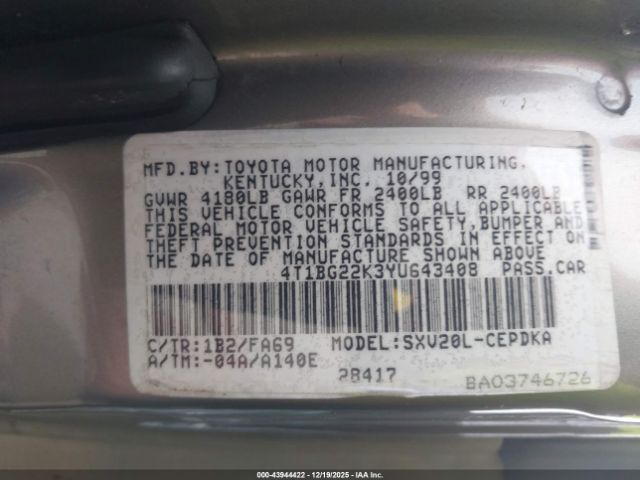 MFD.BY:TOYOTA MOTOR MANUFACTURING,
KENTUCKY,INC. 10/99
GVWR 4180LB GAWR FR 2400LB RR 2400LB
THIS VEHICLE CONFORMS TO ALL APPLICABLE
FEDERAL MOTOR VEHICLE SAFETY,BUMPER AND
THEFT PREVENTION STANDARDS IN EFFECT ON
THE DATE OF MANUFACTURE SHOWN ABOVE
4T1BG22K3YU643408 PASS.CAR
C/TR:1B2/FA69 MODEL:SXV20L-CEPDKA
A/TM:-04A/A140E 2B417
BA03746726
000-43944422 - 12/19/2025 - IAA Inc.